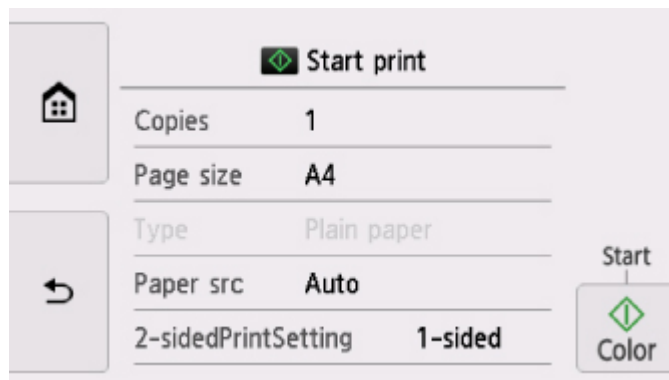 Start print
Copies 1
Page size A4
Type Plain paper
Paper src Auto
2-sidedPrintSetting 1-sided
Start
Color